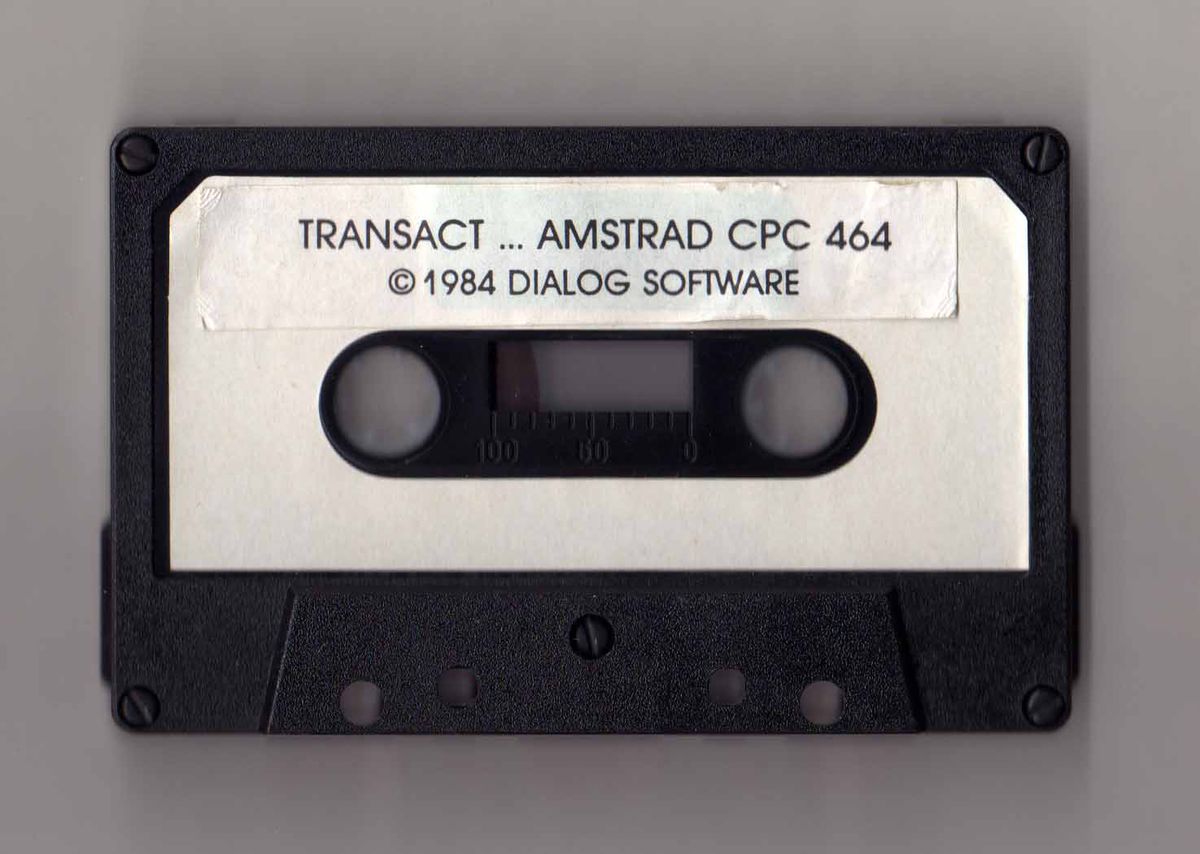 TRANSACT ... AMSTRAD CPC 464
© 1984 DIALOG SOFTWARE
100 50 0